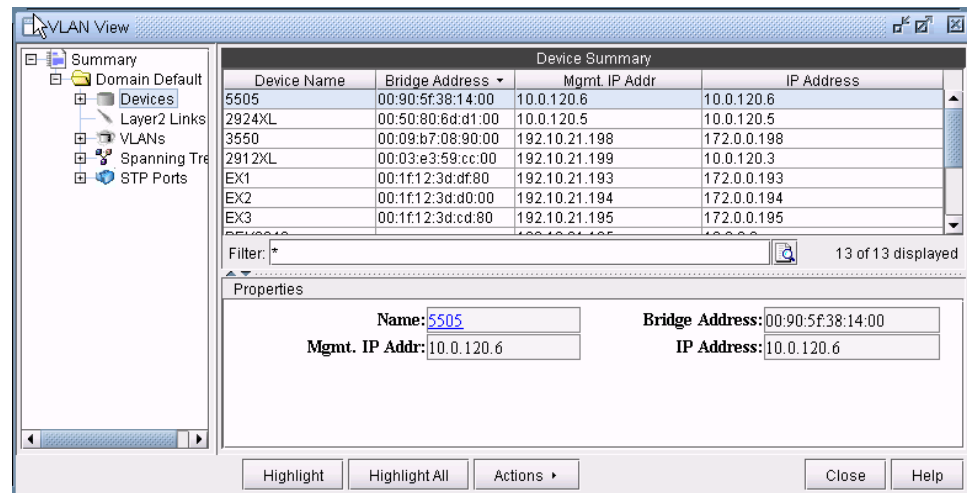 VLAN View
Summary
Domain Default
Devices
Layer2 Links
VLANs
Spanning Tre
STP Ports
Device Summary
Device Name Bridge Address Mgmt. IP Addr IP Address
5505 00:90:5f:38:14:00 10.0.120.6 10.0.120.6
2924XL 00:50:80:6d:d1:00 10.0.120.5 10.0.120.5
3550 00:09:b7:08:90:00 192.10.21.198 172.0.0.198
2912XL 00:03:e3:59:cc:00 192.10.21.199 10.0.120.3
EX1 00:1f:12:3d:df:80 192.10.21.193 172.0.0.193
EX2 00:1f:12:3d:d0:00 192.10.21.194 172.0.0.194
EX3 00:1f:12:3d:cd:80 192.10.21.195 172.0.0.195
Filter: * 13 of 13 displayed
Properties
Name: 5505 Bridge Address: 00:90:5f:38:14:00
Mgmt. IP Addr: 10.0.120.6 IP Address: 10.0.120.6
Highlight Highlight All Actions Close Help